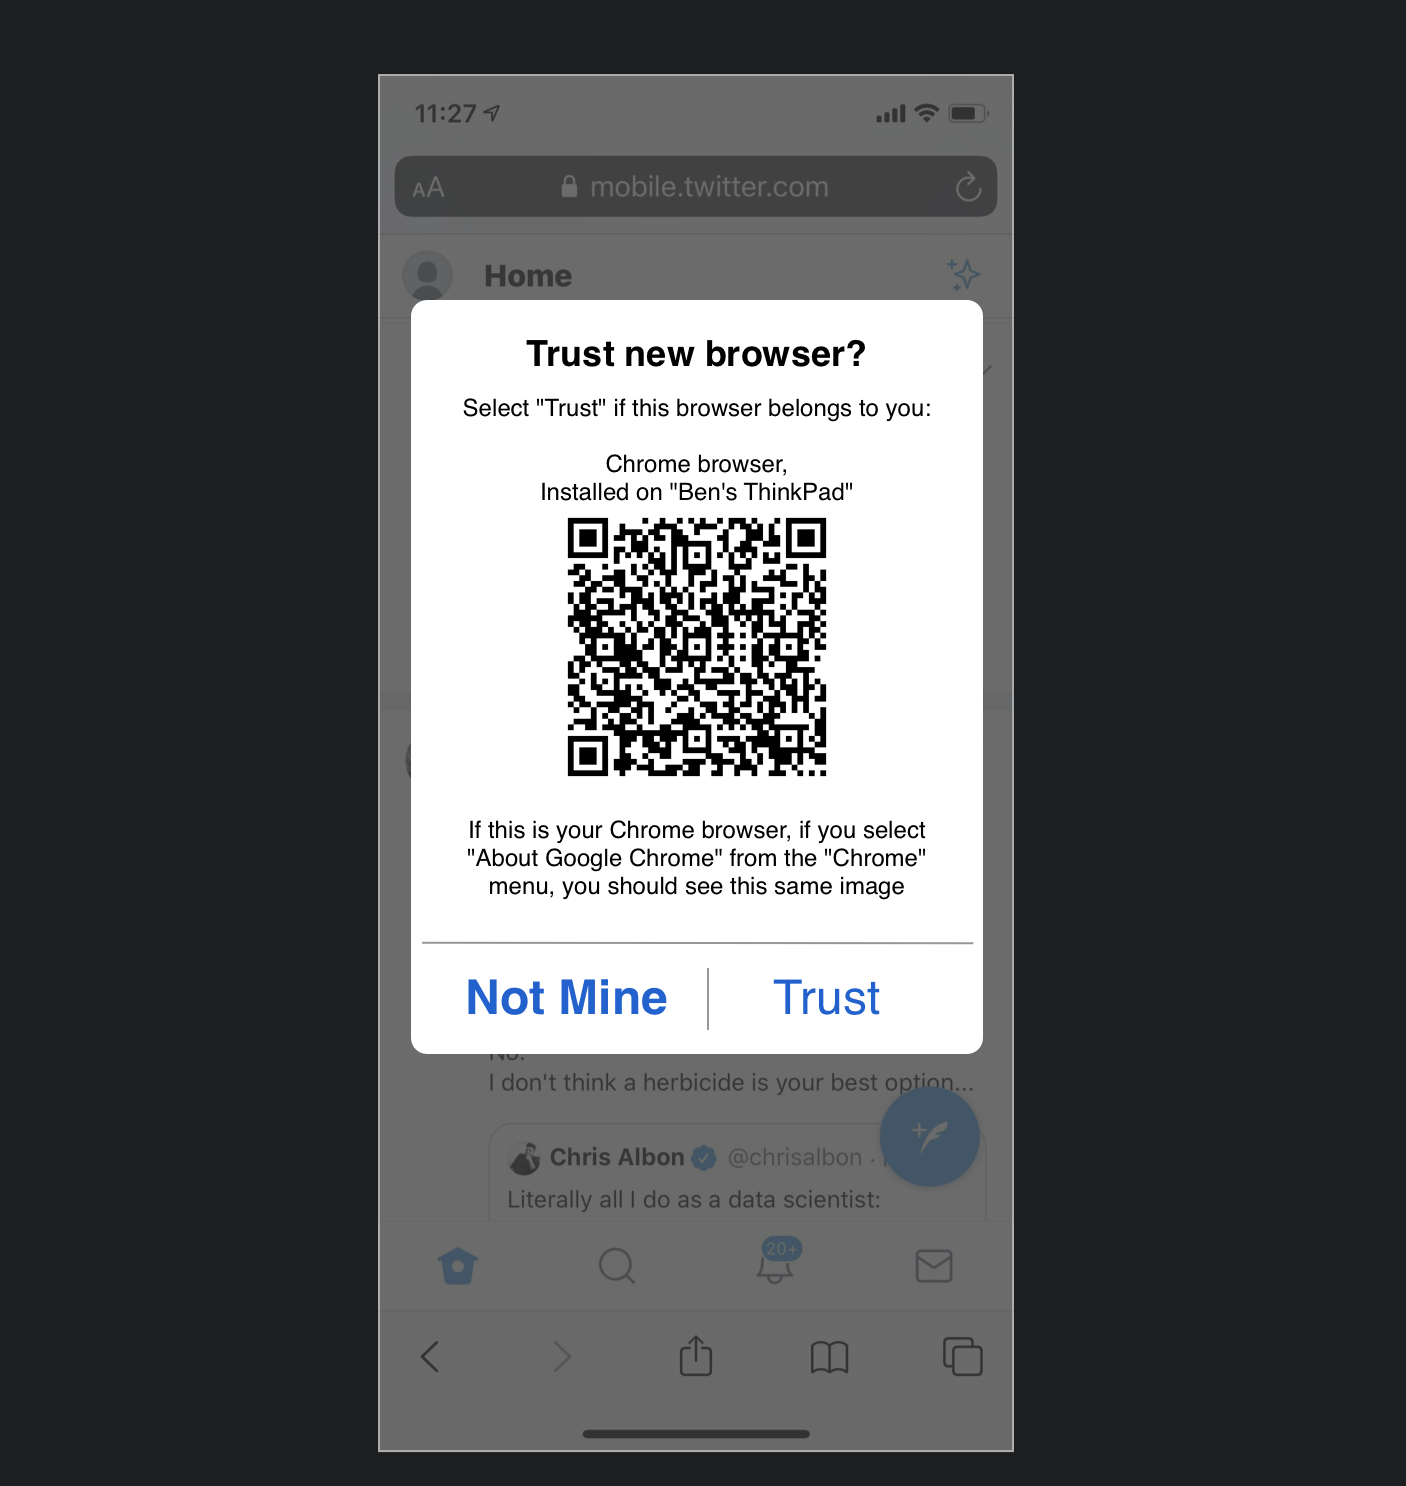 11:27
AA mobile.twitter.com
Home
Trust new browser?
Select "Trust" if this browser belongs to you:
Chrome browser,
Installed on "Ben's ThinkPad"
If this is your Chrome browser, if you select
"About Google Chrome" from the "Chrome"
menu, you should see this same image
Not Mine Trust
No.
I don't think a herbicide is your best option...
Chris Albon @chrisalbon ·
Literally all I do as a data scientist:
20+